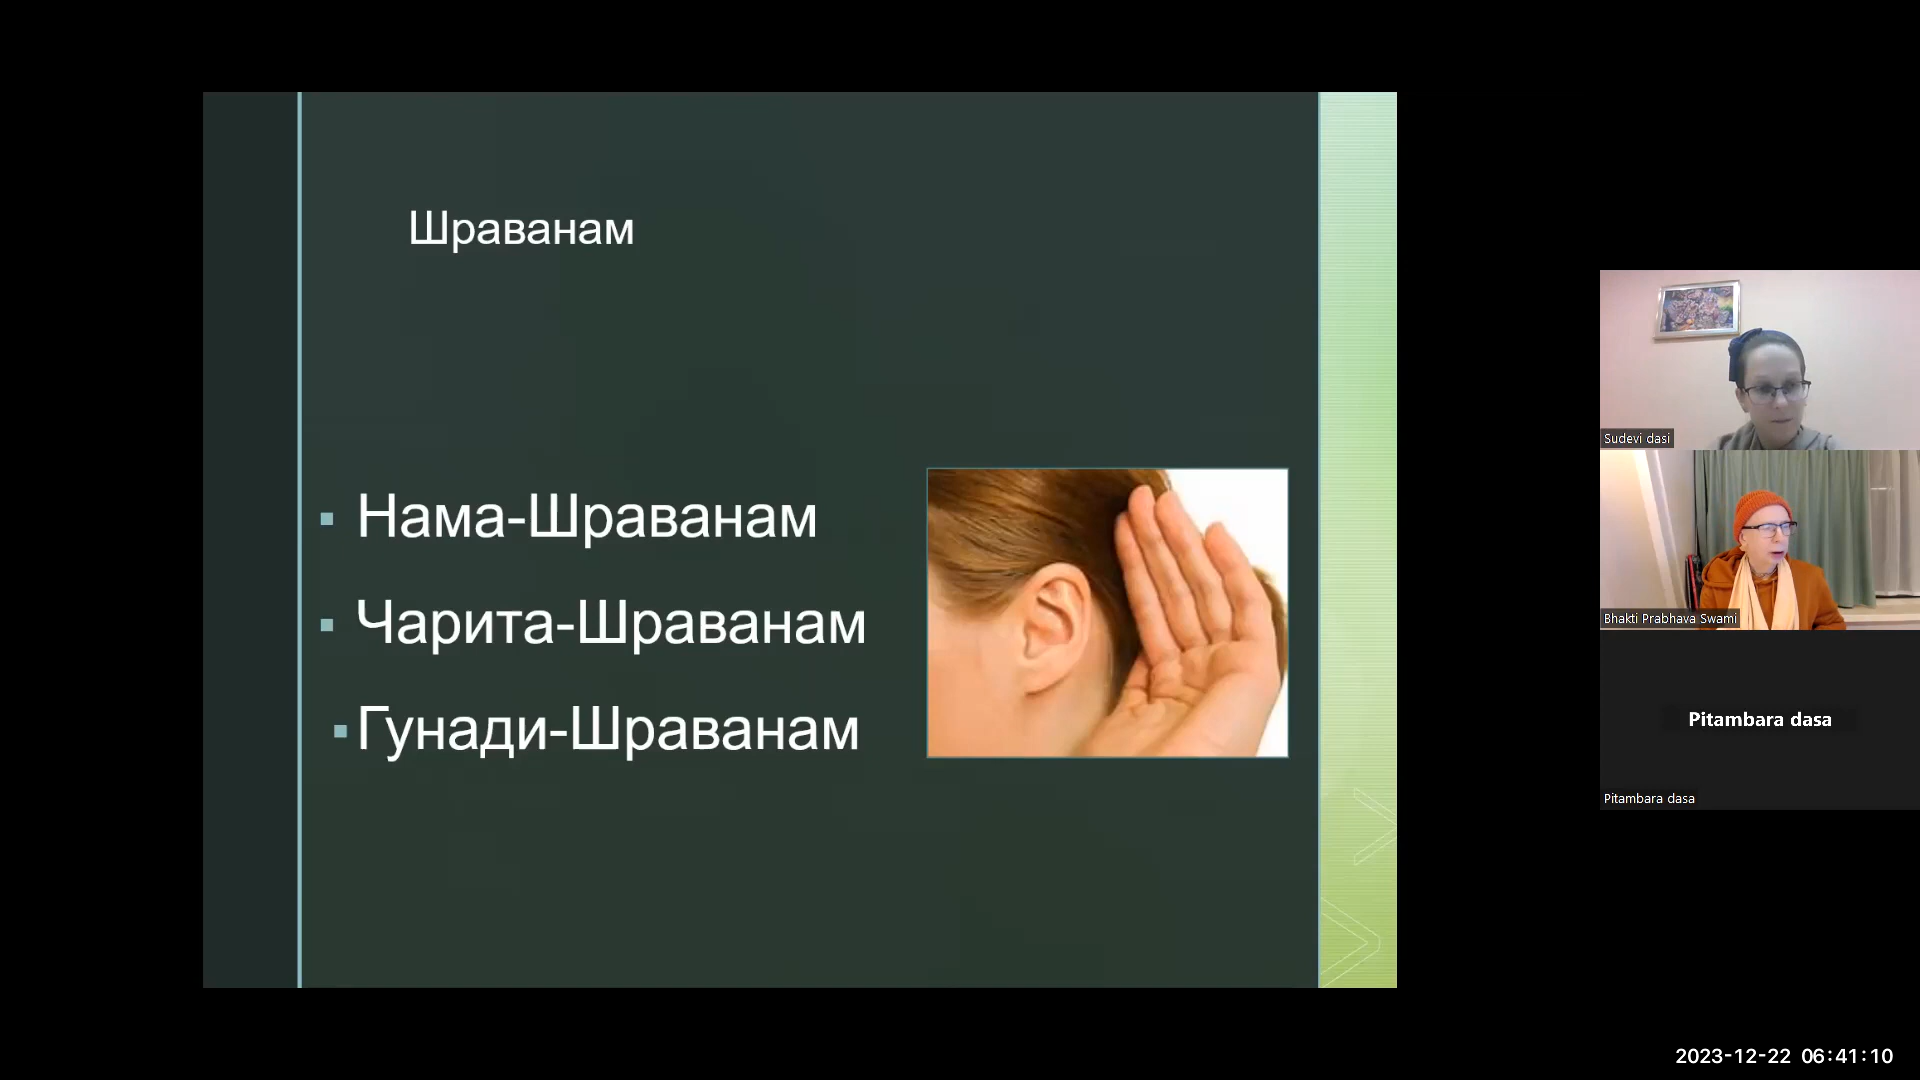 Шраванам
Нама-Шраванам
Чарита-Шраванам
Гунади-Шраванам
Sudevi dasi
Bhakti Prabhava Swami
Pitambara dasa
Pitambara dasa
2023-12-22 06:41:10